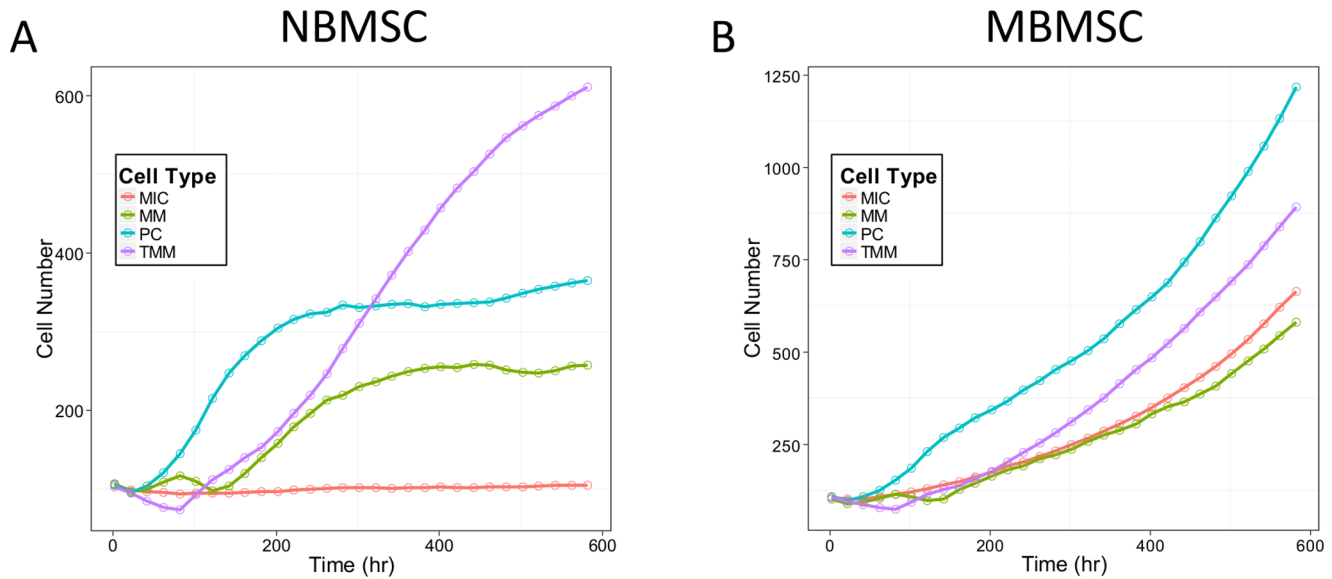 A
NBMSC
600
400
200
Cell Number
Cell Type
MIC
MM
PC
TMM
0
200
400
600
Time (hr)
B
MBMSC
1250
1000
750
500
250
Cell Number
Cell Type
MIC
MM
PC
TMM
0
200
400
600
Time (hr)